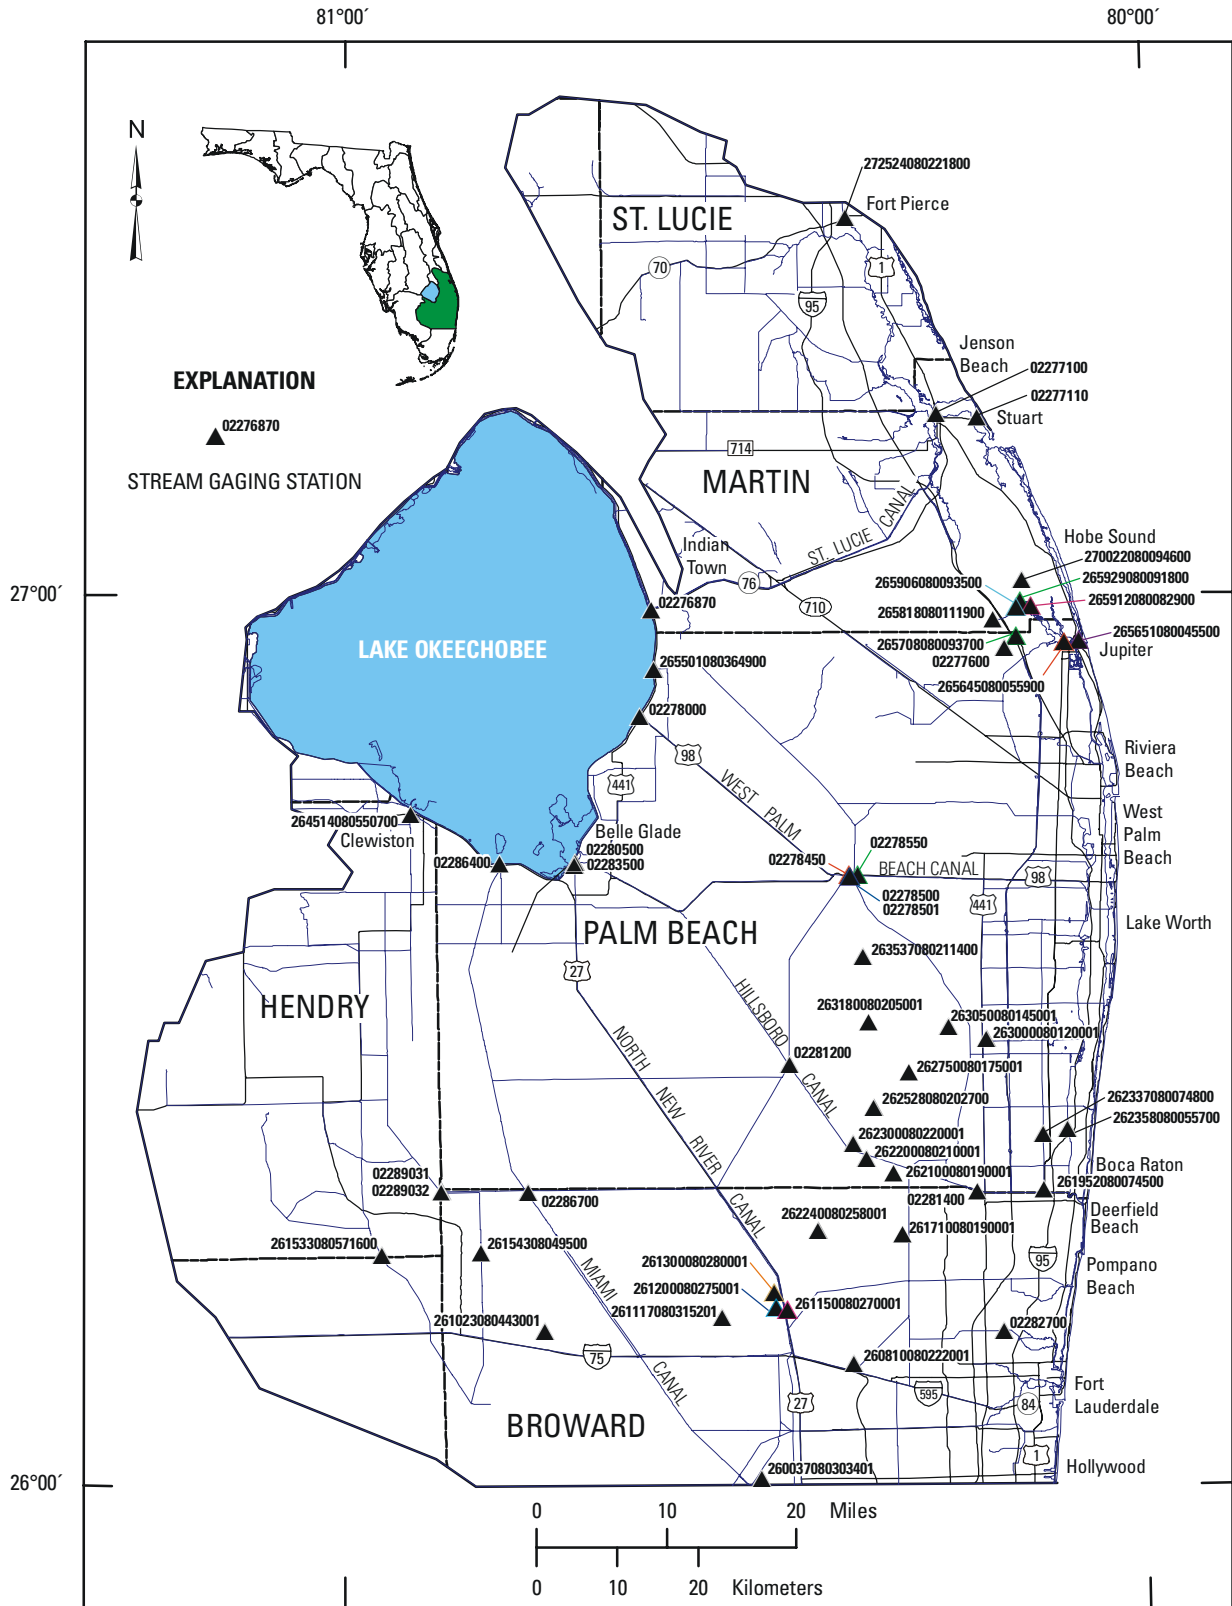 81°00´
80°00´
N
272524080221800
Fort Pierce
ST. LUCIE
70
1
95
EXPLANATION
02276870
STREAM GAGING STATION
Jenson
Beach
02277100
02277110
Stuart
714
MARTIN
ST. LUCIE CANAL
Indian
Town
76
710
Hobe Sound
270022080094600
265906080093500
265929080091800
27°00´
02276870
265818080111900
265912080082900
265708080093700
265651080045500
02277600
Jupiter
LAKE OKEECHOBEE
265501080364900
265645080055900
02278000
98
441
WEST PALM
Riviera
Beach
264514080550700
Clewiston
Belle Glade
02280500
02283500
West
Palm
Beach
02286400
02278450
02278550
BEACH CANAL
98
02278500
02278501
441
PALM BEACH
Lake Worth
27
263537080211400
HENDRY
HILLSBORO CANAL
263180080205001
263050080145001
263000080120001
NORTH NEW RIVER CANAL
02281200
262750080175001
262528080202700
262337080074800
262358080055700
262300080220001
262200080210001
262100080190001
Boca Raton
261952080074500
02289031
02289032
02286700
02281400
Deerfield
Beach
262240080258001
261710080190001
261533080571600
26154308049500
MIAMI CANAL
261300080280001
95
Pompano
Beach
261200080275001
261150080270001
261117080315201
261023080443001
02282700
75
260810080222001
595
84
Fort
Lauderdale
27
BROWARD
1
Hollywood
260037080303401
26°00´
0 10 20 Miles
0 10 20 Kilometers